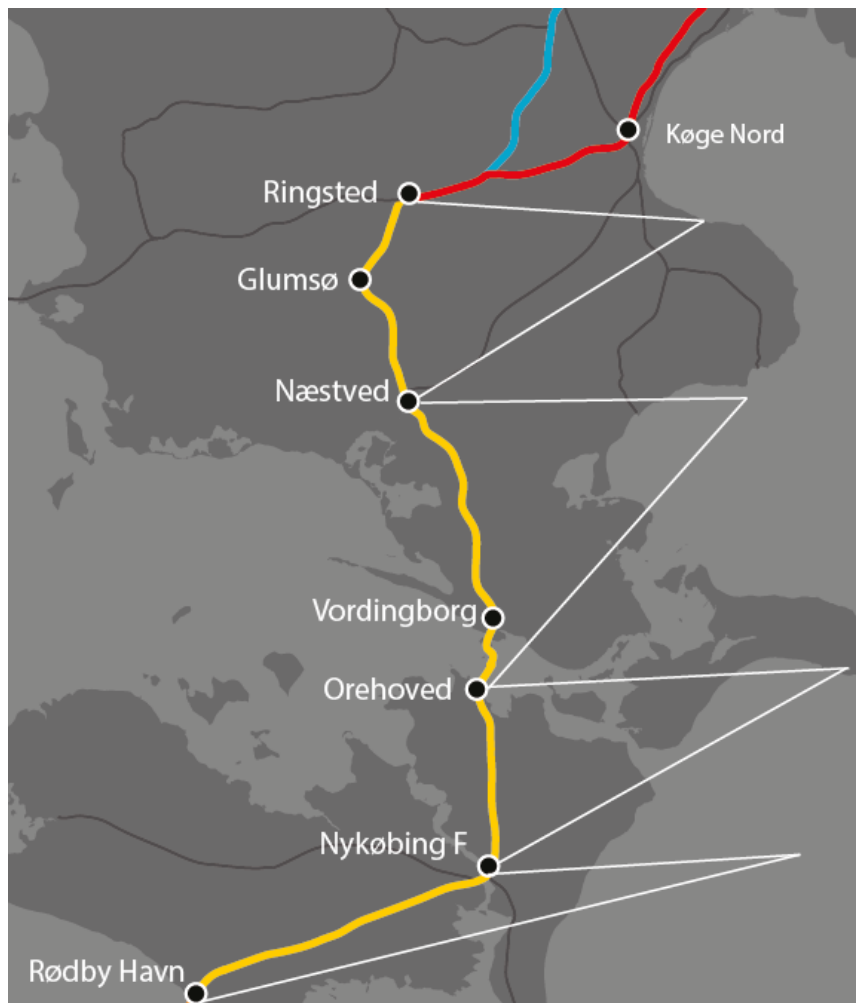 Køge Nord
Ringsted
Glumsø
Næstved
Vordingborg
Orehoved
Nykøbing F
Rødby Havn